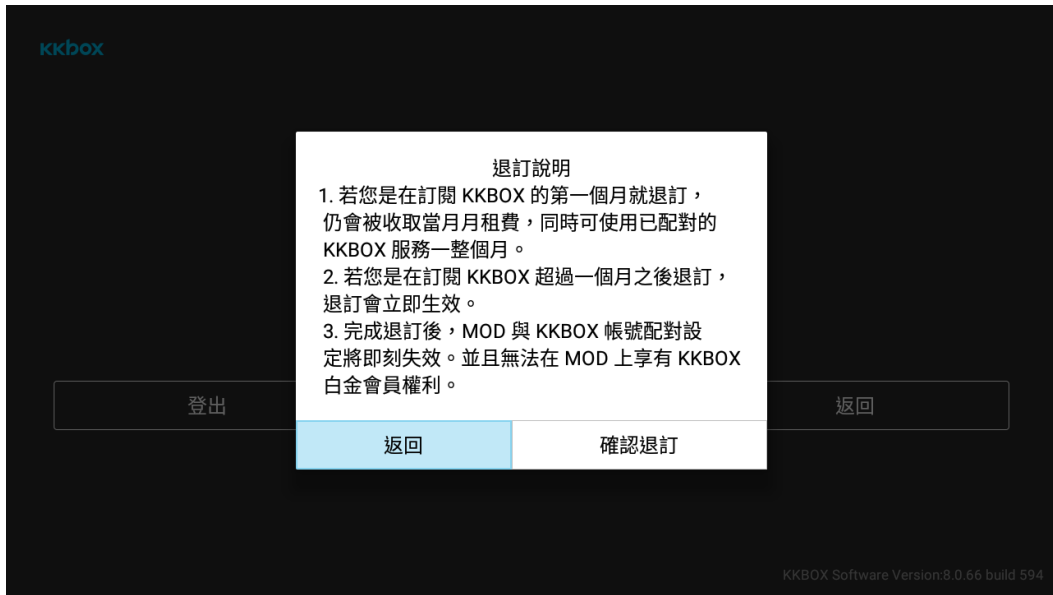 KKBOX
退訂說明
1. 若您是在訂閱 KKBOX 的第一個月就退訂，
仍會被收取當月月租費，同時可使用已配對的
KKBOX 服務一整個月。
2. 若您是在訂閱 KKBOX 超過一個月之後退訂，
退訂會立即生效。
3. 完成退訂後，MOD 與 KKBOX 帳號配對設
定將即刻失效。並且無法在 MOD 上享有 KKBOX
白金會員權利。
登出
返回
返回
確認退訂
KKBOX Software Version:8.0.66 build 594